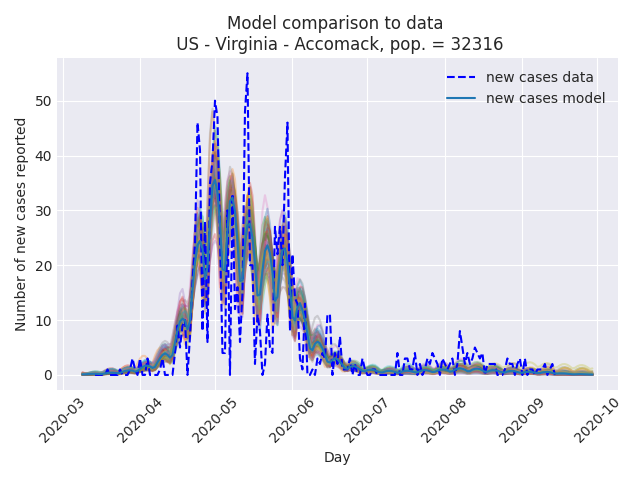 Model comparison to data
US - Virginia - Accomack, pop. = 32316
new cases data
new cases model
Number of new cases reported
50
40
30
20
10
0
2020-03
2020-04
2020-05
2020-06
2020-07
2020-08
2020-09
2020-10
Day